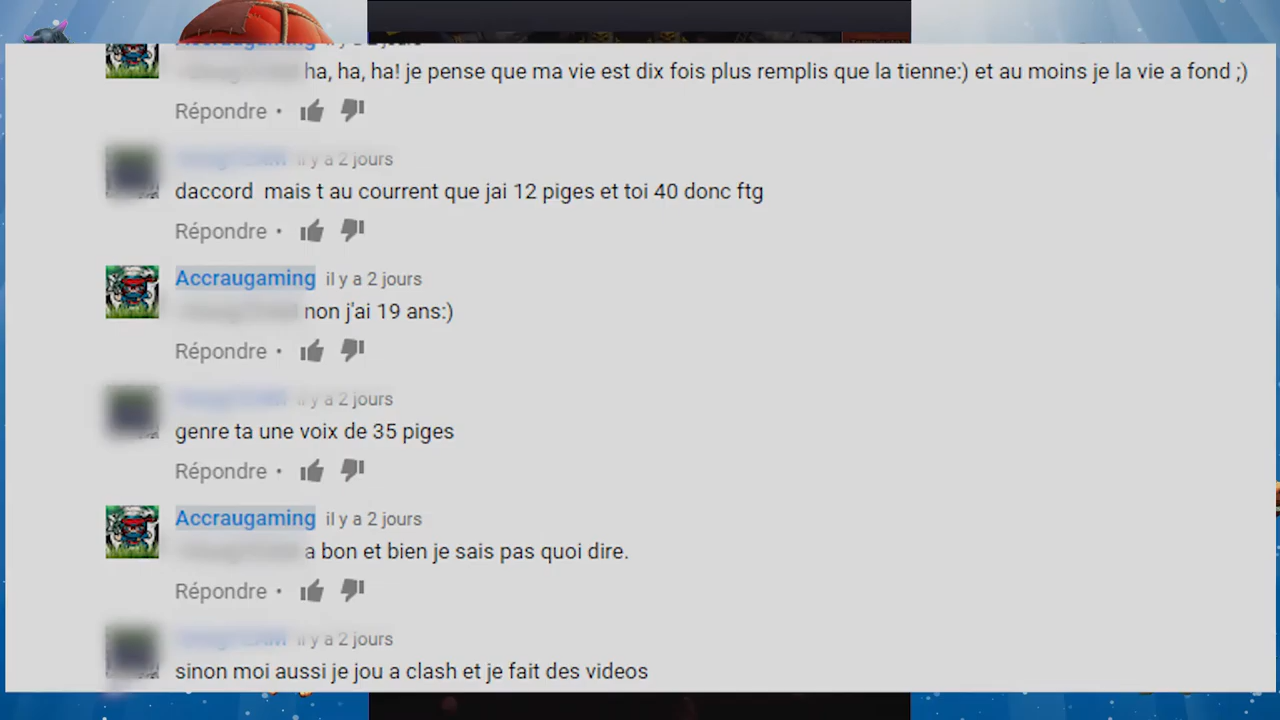 ha, ha, ha! je pense que ma vie est dix fois plus remplis que la tienne:) et au moins je la vie a fond ;)
Répondre •
il y a 2 jours
daccord mais t au courrent que jai 12 piges et toi 40 donc ftg
Répondre •
Accraugaming il y a 2 jours
non j'ai 19 ans:)
Répondre •
il y a 2 jours
genre ta une voix de 35 piges
Répondre •
Accraugaming il y a 2 jours
a bon et bien je sais pas quoi dire.
Répondre •
il y a 2 jours
sinon moi aussi je jou a clash et je fait des videos